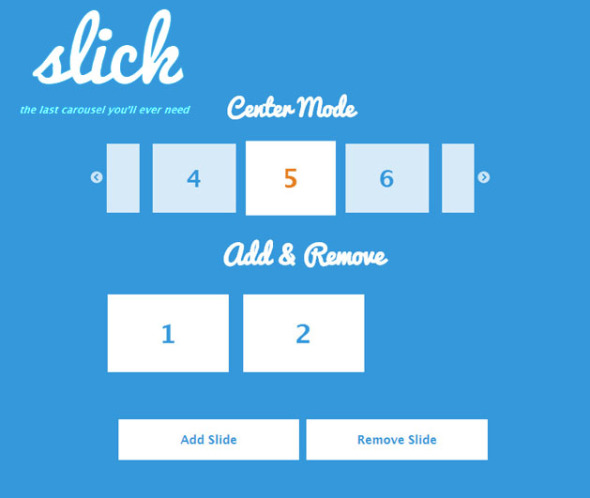 slick
the last carousel you'll ever need
Center Mode
4 5 6
Add & Remove
1 2
Add Slide Remove Slide